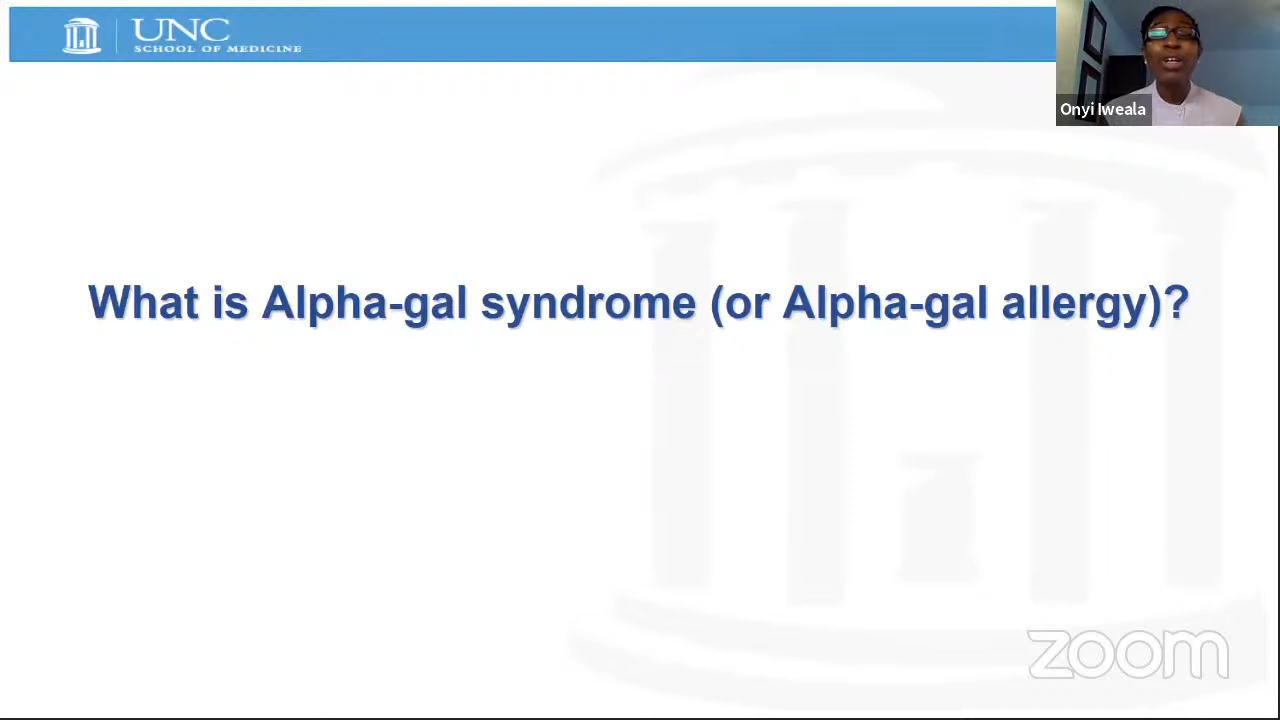 UNC
SCHOOL OF MEDICINE
Onyi Iweala
What is Alpha-gal syndrome (or Alpha-gal allergy)?
zoom